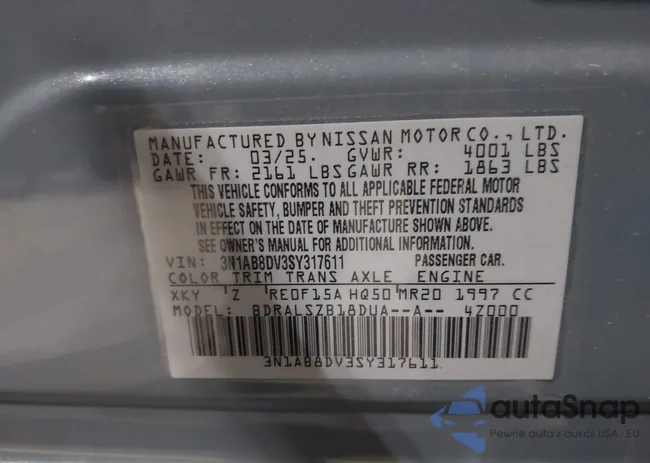 MANUFACTURED BY NISSAN MOTOR CO., LTD.
DATE: 03/25. GVWR: 4001 LBS
GAWR FR: 2161 LBS GAWR RR: 1863 LBS
THIS VEHICLE CONFORMS TO ALL APPLICABLE FEDERAL MOTOR
VEHICLE SAFETY, BUMPER AND THEFT PREVENTION STANDARDS
IN EFFECT ON THE DATE OF MANUFACTURE SHOWN ABOVE.
SEE OWNER'S MANUAL FOR ADDITIONAL INFORMATION.
VIN: 3N1AB8DV3SY317611 PASSENGER CAR.
COLOR TRIM TRANS AXLE ENGINE
XKY Z RE0F15A HQ50 MR20 1997 CC
MODEL: BDRALSZB18DUA--A-- 4Z000
3N1AB8DV3SY317611
autoSnap
Pewne auta z aukcji USA - EU